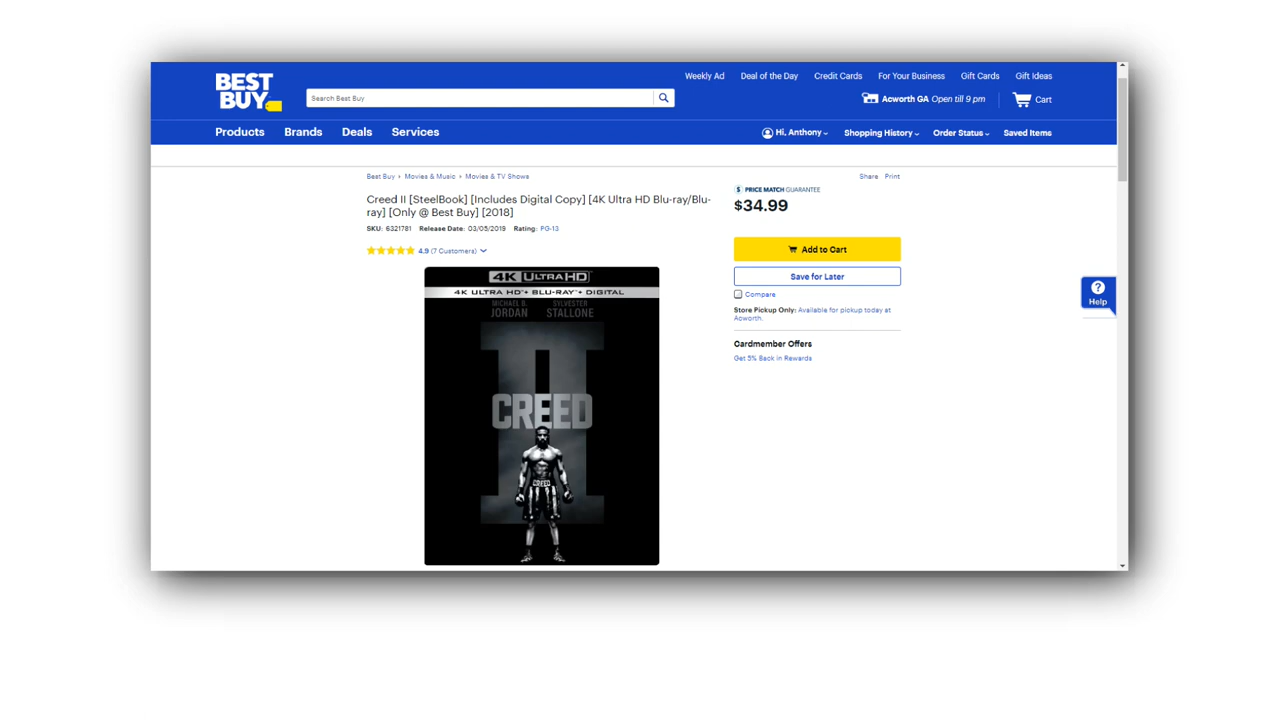 Weekly Ad Deal of the Day Credit Cards For Your Business Gift Cards Gift Ideas
BEST BUY
Search Best Buy
Acworth GA Open till 9 pm Cart
Products Brands Deals Services
Hi, Anthony Shopping History Order Status Saved Items
Best Buy › Movies & Music › Movies & TV Shows
Share Print
Creed II [SteelBook] [Includes Digital Copy] [4K Ultra HD Blu-ray/Blu-
ray] [Only @ Best Buy] [2018]
SKU: 6321781 Release Date: 03/05/2019 Rating: PG-13
4.9 (7 Customers)
$ PRICE MATCH GUARANTEE
$34.99
Add to Cart
Save for Later
Compare
Store Pickup Only: Available for pickup today at
Acworth.
Cardmember Offers
Get 5% Back in Rewards
? Help
4K ULTRA HD
4K ULTRA HD + BLU-RAY + DIGITAL
MICHAEL B. JORDAN
SYLVESTER STALLONE
II
CREED
CREED